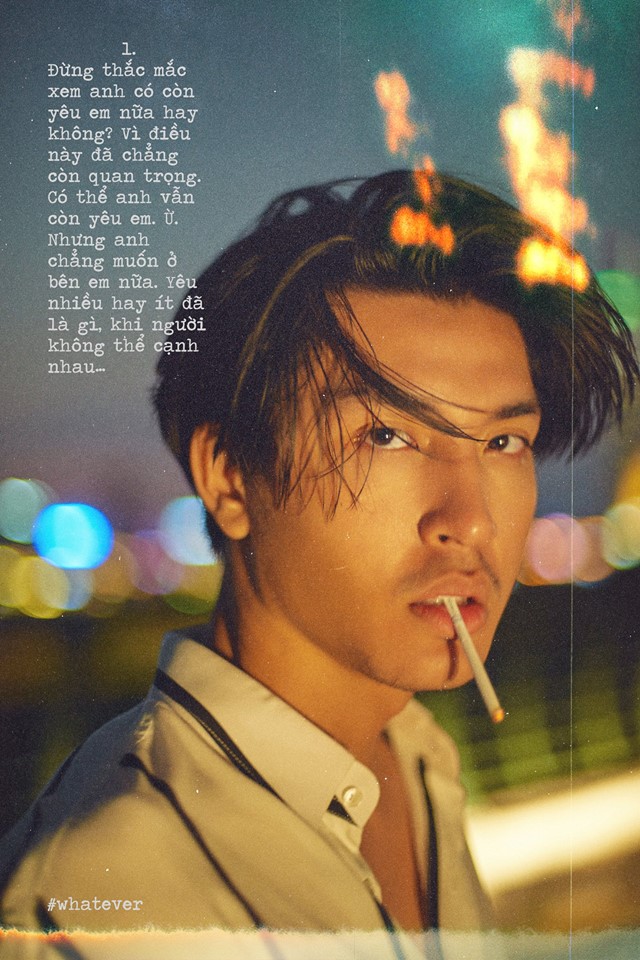 1.
Đừng thắc mắc
xem anh có còn
yêu em nữa hay
không? Vì điều
này đã chẳng
còn quan trọng.
Có thể anh vẫn
còn yêu em. Ừ.
Nhưng anh
chẳng muốn ở
bên em nữa. Yêu
nhiều hay ít đã
là gì, khi người
không thể cạnh
nhau…
#whatever